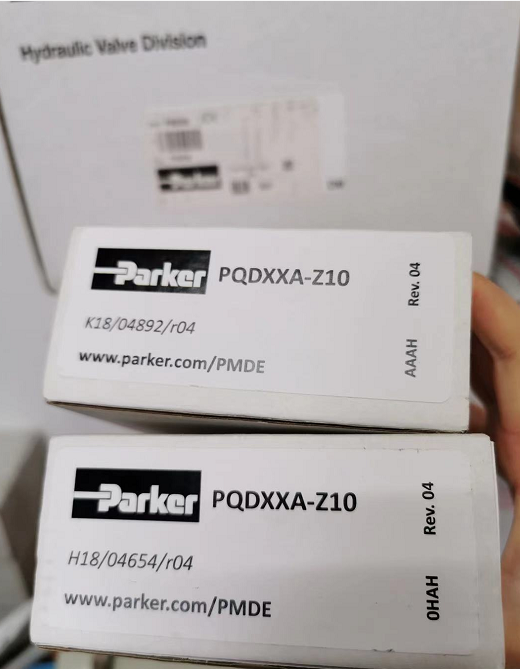 Hydraulic Valve Division
Parker
Parker PQDXXA-Z10
K18/04892/r04
www.parker.com/PMDE
Rev. 04
AAAH
Parker PQDXXA-Z10
H18/04654/r04
www.parker.com/PMDE
Rev. 04
0HAH